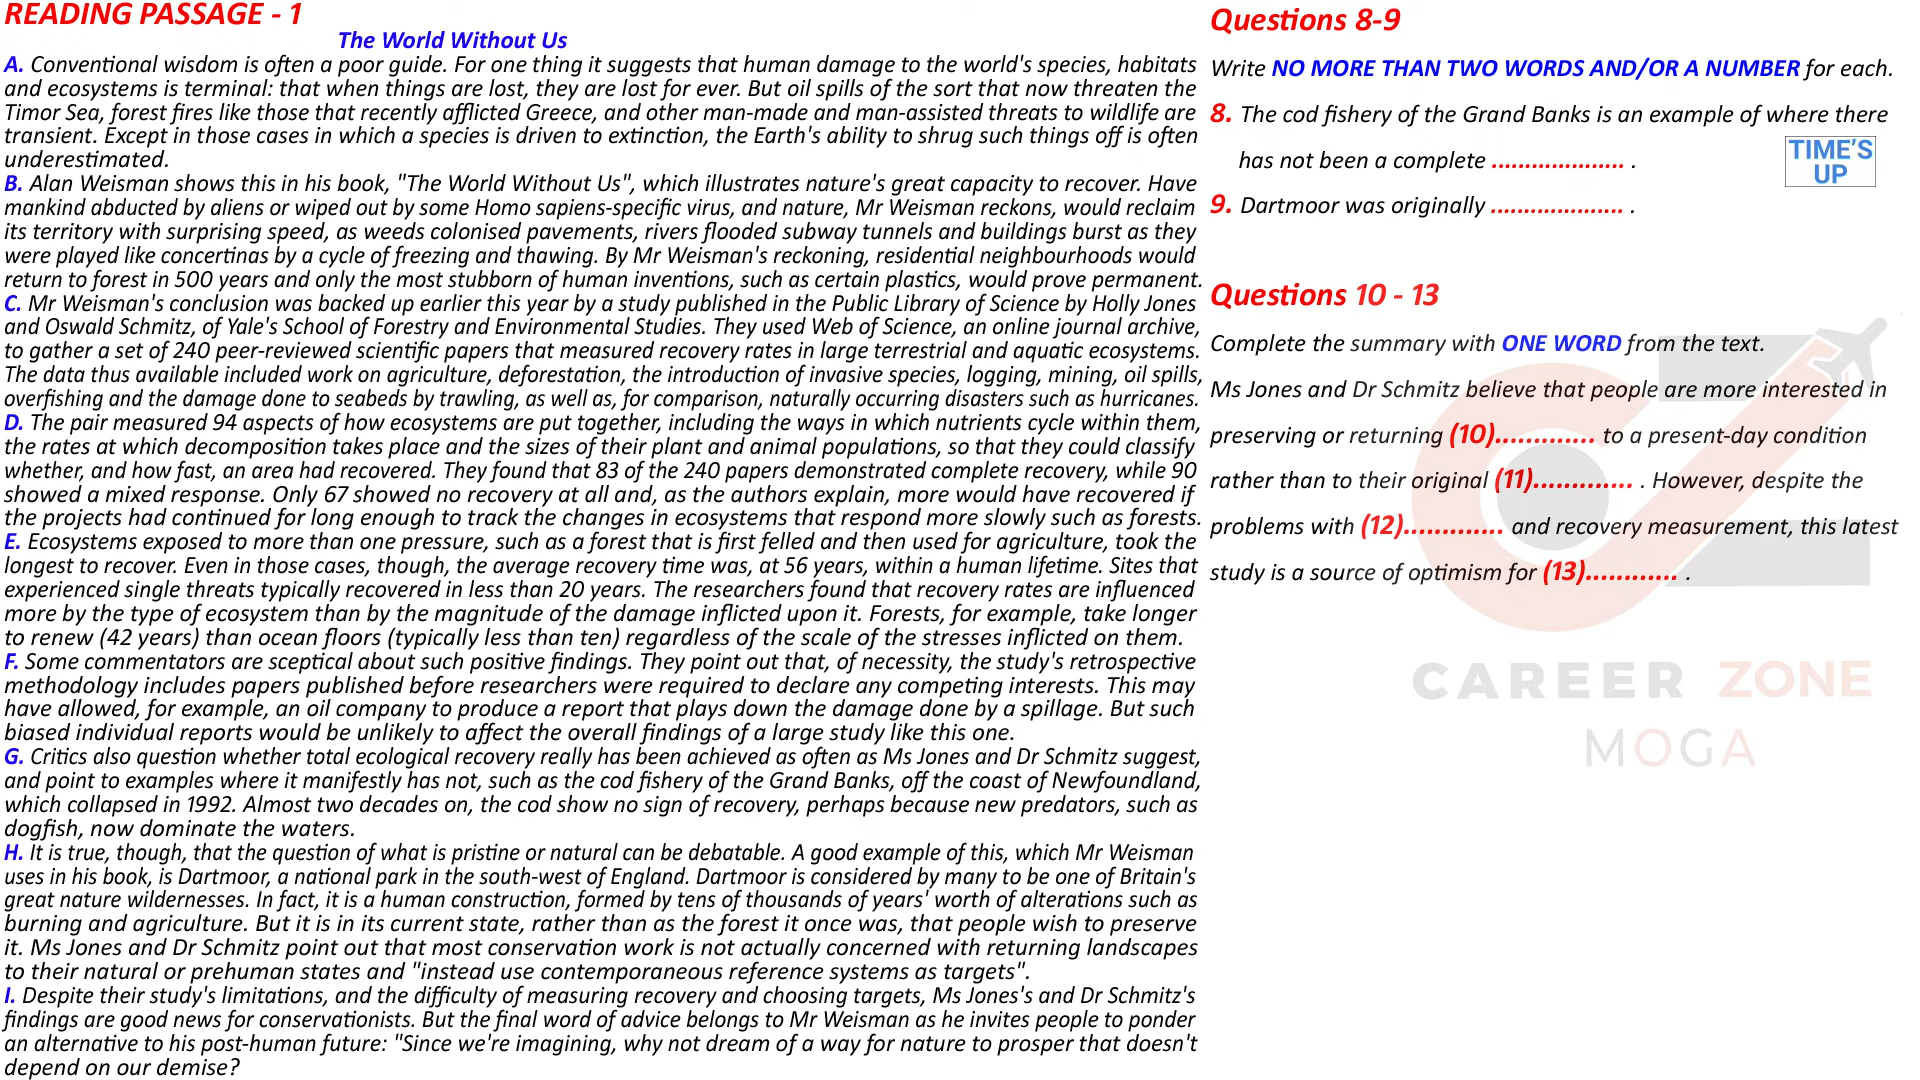 READING PASSAGE - 1
The World Without Us
A. Conventional wisdom is often a poor guide. For one thing it suggests that human damage to the world's species, habitats
and ecosystems is terminal: that when things are lost, they are lost for ever. But oil spills of the sort that now threaten the
Timor Sea, forest fires like those that recently afflicted Greece, and other man-made and man-assisted threats to wildlife are
transient. Except in those cases in which a species is driven to extinction, the Earth's ability to shrug such things off is often
underestimated.
B. Alan Weisman shows this in his book, "The World Without Us", which illustrates nature's great capacity to recover. Have
mankind abducted by aliens or wiped out by some Homo sapiens-specific virus, and nature, Mr Weisman reckons, would reclaim
its territory with surprising speed, as weeds colonised pavements, rivers flooded subway tunnels and buildings burst as they
were played like concertinas by a cycle of freezing and thawing. By Mr Weisman's reckoning, residential neighbourhoods would
return to forest in 500 years and only the most stubborn of human inventions, such as certain plastics, would prove permanent.
C. Mr Weisman's conclusion was backed up earlier this year by a study published in the Public Library of Science by Holly Jones
and Oswald Schmitz, of Yale's School of Forestry and Environmental Studies. They used Web of Science, an online journal archive,
to gather a set of 240 peer-reviewed scientific papers that measured recovery rates in large terrestrial and aquatic ecosystems.
The data thus available included work on agriculture, deforestation, the introduction of invasive species, logging, mining, oil spills,
overfishing and the damage done to seabeds by trawling, as well as, for comparison, naturally occurring disasters such as hurricanes.
D. The pair measured 94 aspects of how ecosystems are put together, including the ways in which nutrients cycle within them,
the rates at which decomposition takes place and the sizes of their plant and animal populations, so that they could classify
whether, and how fast, an area had recovered. They found that 83 of the 240 papers demonstrated complete recovery, while 90
showed a mixed response. Only 67 showed no recovery at all and, as the authors explain, more would have recovered if
the projects had continued for long enough to track the changes in ecosystems that respond more slowly such as forests.
E. Ecosystems exposed to more than one pressure, such as a forest that is first felled and then used for agriculture, took the
longest to recover. Even in those cases, though, the average recovery time was, at 56 years, within a human lifetime. Sites that
experienced single threats typically recovered in less than 20 years. The researchers found that recovery rates are influenced
more by the type of ecosystem than by the magnitude of the damage inflicted upon it. Forests, for example, take longer
to renew (42 years) than ocean floors (typically less than ten) regardless of the scale of the stresses inflicted on them.
F. Some commentators are sceptical about such positive findings. They point out that, of necessity, the study's retrospective
methodology includes papers published before researchers were required to declare any competing interests. This may
have allowed, for example, an oil company to produce a report that plays down the damage done by a spillage. But such
biased individual reports would be unlikely to affect the overall findings of a large study like this one.
G. Critics also question whether total ecological recovery really has been achieved as often as Ms Jones and Dr Schmitz suggest,
and point to examples where it manifestly has not, such as the cod fishery of the Grand Banks, off the coast of Newfoundland,
which collapsed in 1992. Almost two decades on, the cod show no sign of recovery, perhaps because new predators, such as
dogfish, now dominate the waters.
H. It is true, though, that the question of what is pristine or natural can be debatable. A good example of this, which Mr Weisman
uses in his book, is Dartmoor, a national park in the south-west of England. Dartmoor is considered by many to be one of Britain's
great nature wildernesses. In fact, it is a human construction, formed by tens of thousands of years' worth of alterations such as
burning and agriculture. But it is in its current state, rather than as the forest it once was, that people wish to preserve
it. Ms Jones and Dr Schmitz point out that most conservation work is not actually concerned with returning landscapes
to their natural or prehuman states and "instead use contemporaneous reference systems as targets".
I. Despite their study's limitations, and the difficulty of measuring recovery and choosing targets, Ms Jones's and Dr Schmitz's
findings are good news for conservationists. But the final word of advice belongs to Mr Weisman as he invites people to ponder
an alternative to his post-human future: "Since we're imagining, why not dream of a way for nature to prosper that doesn't
depend on our demise?
Questions 8-9
Write NO MORE THAN TWO WORDS AND/OR A NUMBER for each.
8. The cod fishery of the Grand Banks is an example of where there
has not been a complete .................... .
TIME'S
UP
9. Dartmoor was originally .................... .
Questions 10 - 13
Complete the summary with ONE WORD from the text.
Ms Jones and Dr Schmitz believe that people are more interested in
preserving or returning (10)............. to a present-day condition
rather than to their original (11)............. . However, despite the
problems with (12)............. and recovery measurement, this latest
study is a source of optimism for (13)............ .
CAREER ZONE
MOGA